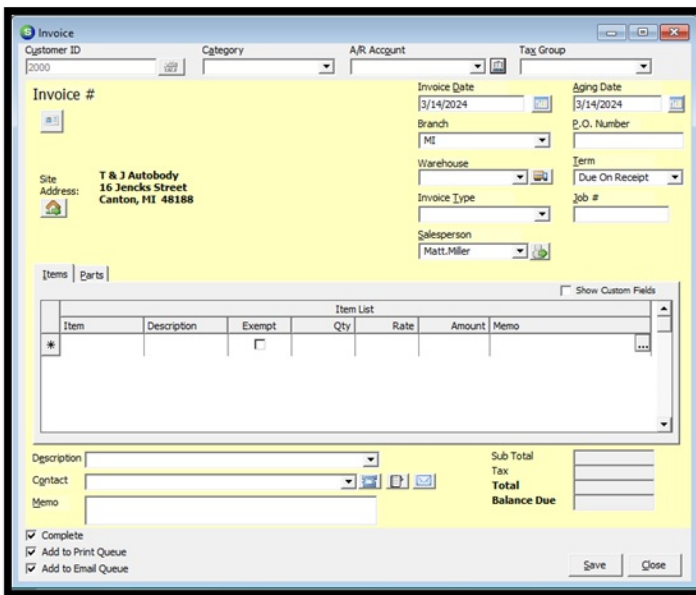 Invoice
Customer ID Category A/R Account Tax Group
2000
Invoice # Invoice Date Aging Date
3/14/2024 3/14/2024
Branch P.O. Number
MI
Warehouse Term
Due On Receipt
Site Address: T & J Autobody
16 Jencks Street
Canton, MI 48188
Invoice Type Job #
Salesperson
Matt.Miller
Items Parts
Show Custom Fields
Item List
Item Description Exempt Qty Rate Amount Memo
*
...
Description Sub Total
Tax
Contact Total
Memo Balance Due
Complete
Add to Print Queue
Add to Email Queue
Save Close